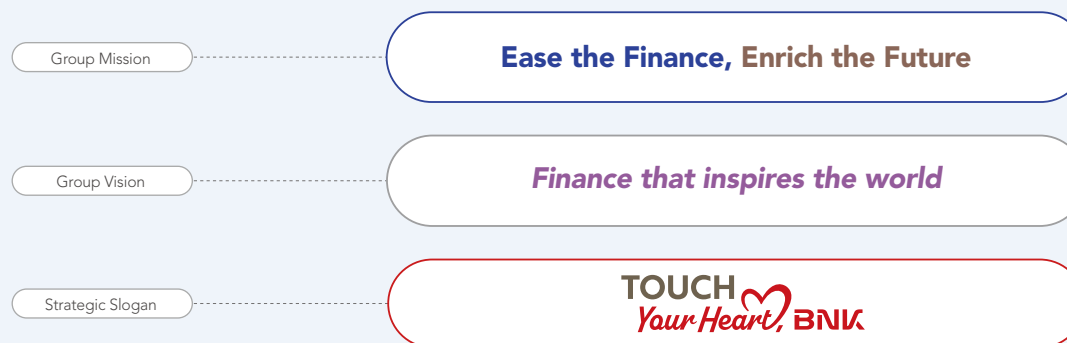 Group Mission
Ease the Finance, Enrich the Future
Group Vision
Finance that inspires the world
Strategic Slogan
TOUCH
Your Heart, BNK